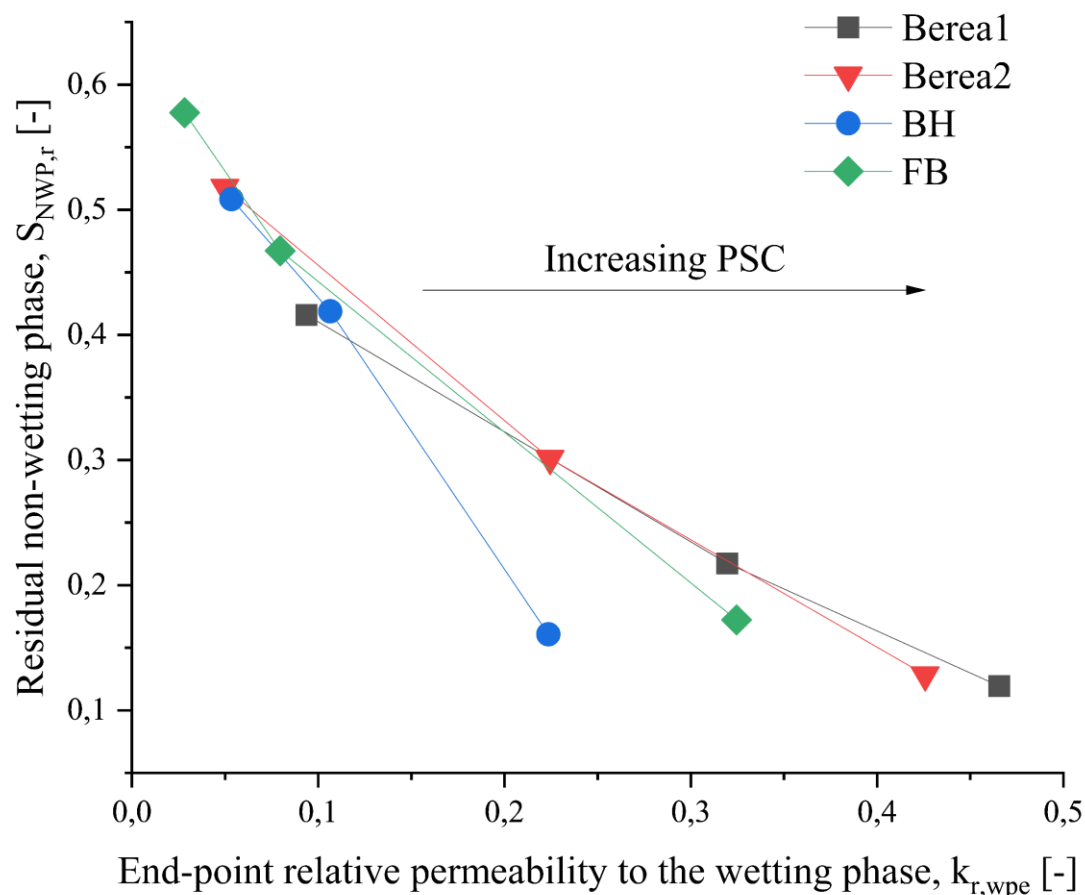 Berea1
Berea2
BH
FB
Increasing PSC
Residual non-wetting phase, S_NWP,r [-]
0,6
0,5
0,4
0,3
0,2
0,1
0,0
0,1
0,2
0,3
0,4
0,5
End-point relative permeability to the wetting phase, k_r,wpe [-]